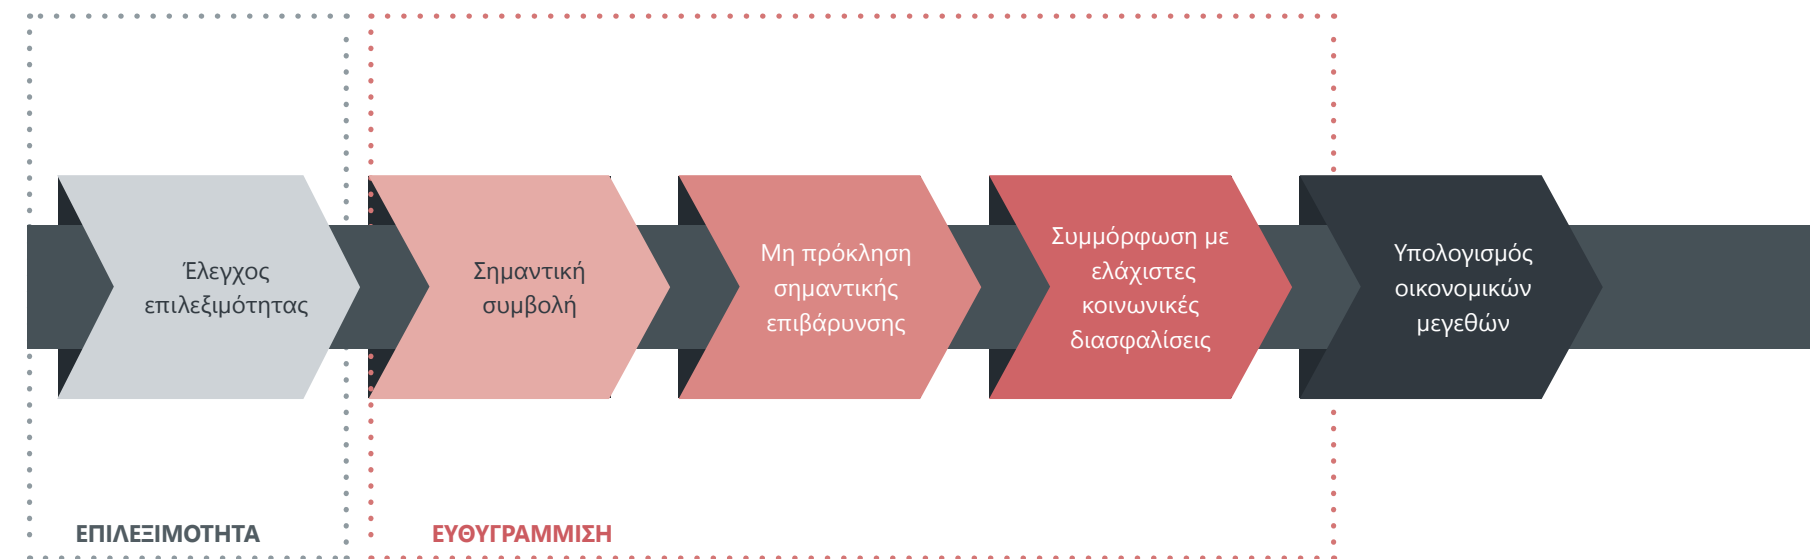 Έλεγχος
επιλεξιμότητας
Σημαντική
συμβολή
Μη πρόκληση
σημαντικής
επιβάρυνσης
Συμμόρφωση με
ελάχιστες
κοινωνικές
διασφαλίσεις
Υπολογισμός
οικονομικών
μεγεθών
ΕΠΙΛΕΞΙΜΟΤΗΤΑ
ΕΥΘΥΓΡΑΜΜΙΣΗ